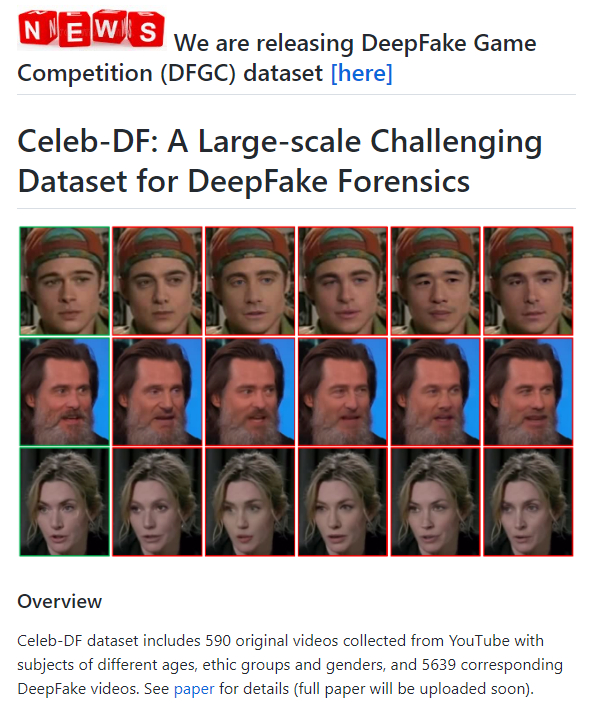 NEWS We are releasing DeepFake Game
Competition (DFGC) dataset [here]
Celeb-DF: A Large-scale Challenging
Dataset for DeepFake Forensics
Overview
Celeb-DF dataset includes 590 original videos collected from YouTube with
subjects of different ages, ethic groups and genders, and 5639 corresponding
DeepFake videos. See paper for details (full paper will be uploaded soon).